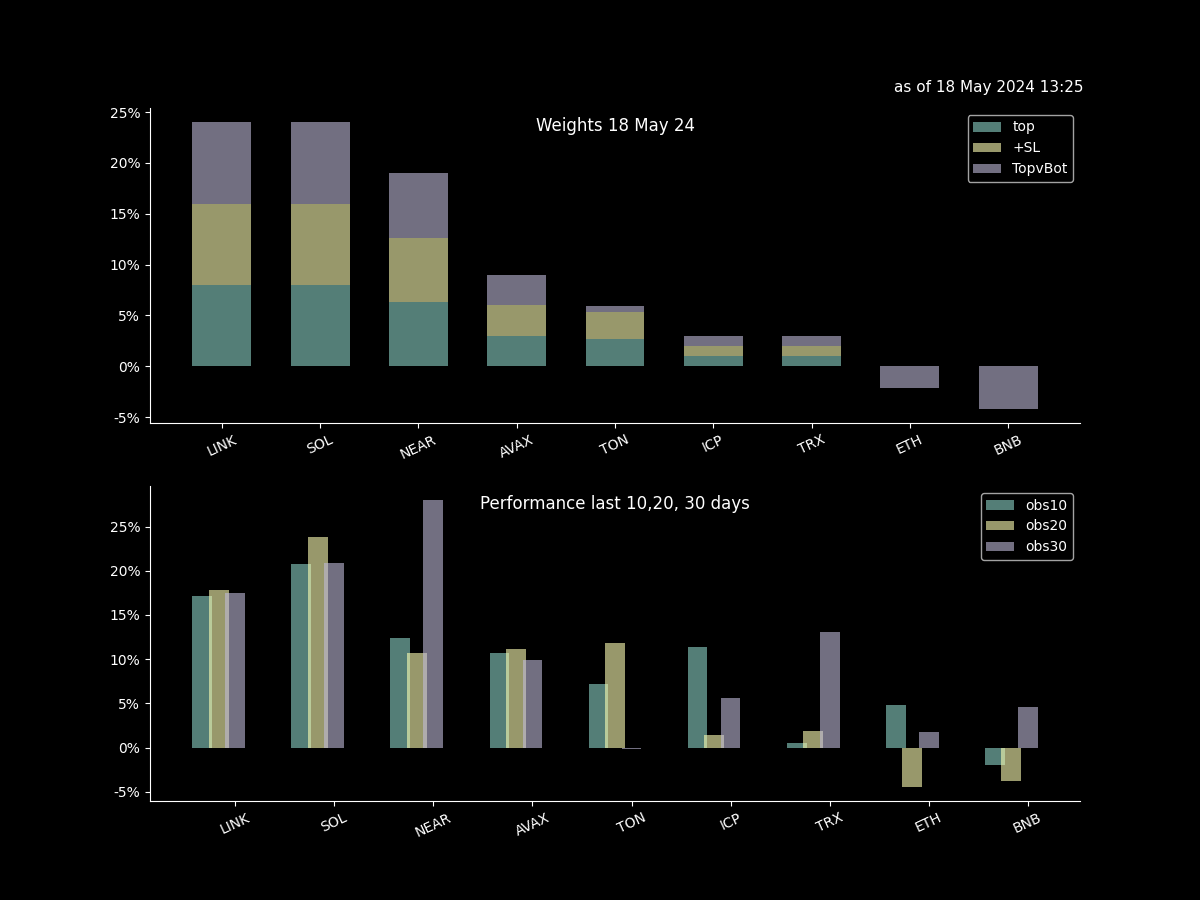 as of 18 May 2024 13:25
Weights 18 May 24
top
+SL
TopvBot
25%
20%
15%
10%
5%
0%
-5%
LINK SOL NEAR AVAX TON ICP TRX ETH BNB
Performance last 10,20, 30 days
obs10
obs20
obs30
25%
20%
15%
10%
5%
0%
-5%
LINK SOL NEAR AVAX TON ICP TRX ETH BNB